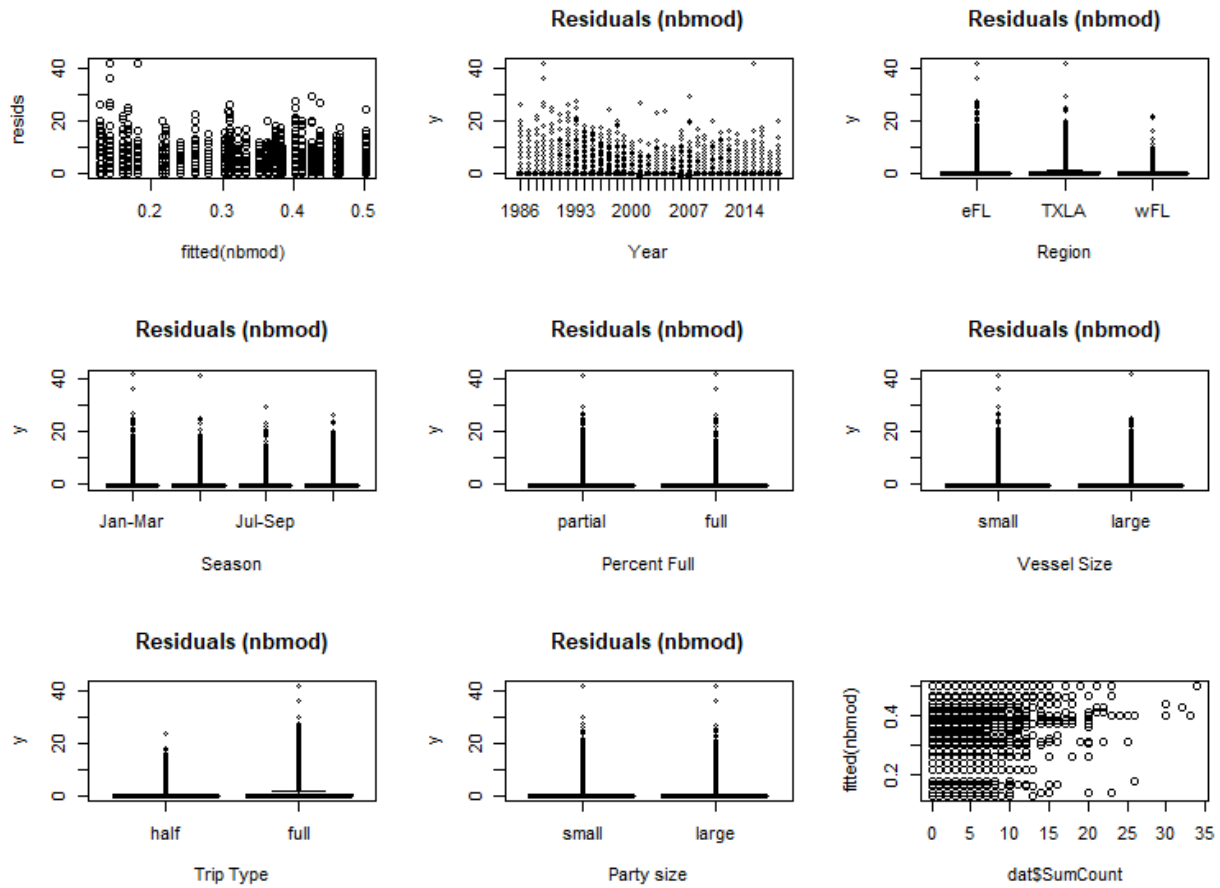 Residuals (nbmod)
Residuals (nbmod)
resids
0
20
40
0.2
0.3
0.4
0.5
fitted(nbmod)
y
0
20
40
1986
1993
2000
2007
2014
Year
y
0
20
40
eFL
TXLA
wFL
Region
Residuals (nbmod)
Residuals (nbmod)
Residuals (nbmod)
y
0
20
40
Jan-Mar
Jul-Sep
Season
y
0
20
40
partial
full
Percent Full
y
0
20
40
small
large
Vessel Size
Residuals (nbmod)
Residuals (nbmod)
y
0
20
40
half
full
Trip Type
y
0
20
40
small
large
Party size
fitted(nbmod)
0.2
0.4
0
5
10
15
20
25
30
35
dat$SumCount